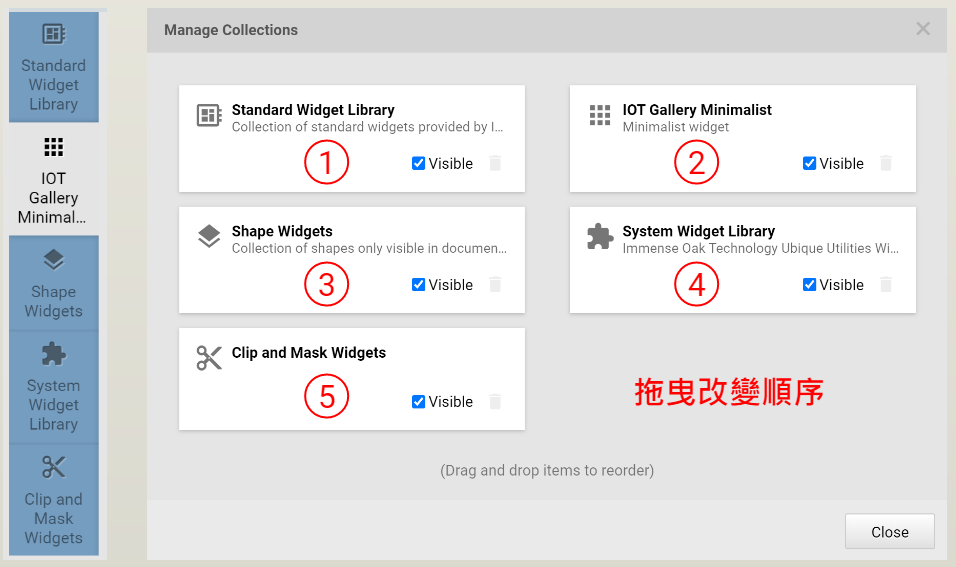 Standard
Widget
Library
IOT
Gallery
Minimal...
Shape
Widgets
System
Widget
Library
Clip and
Mask
Widgets
Manage Collections
Standard Widget Library
Collection of standard widgets provided by I...
① Visible
IOT Gallery Minimalist
Minimalist widget
② Visible
Shape Widgets
Collection of shapes only visible in documen...
③ Visible
System Widget Library
Immense Oak Technology Ubique Utilities Wi...
④ Visible
Clip and Mask Widgets
⑤ Visible
拖曳改變順序
(Drag and drop items to reorder)
Close